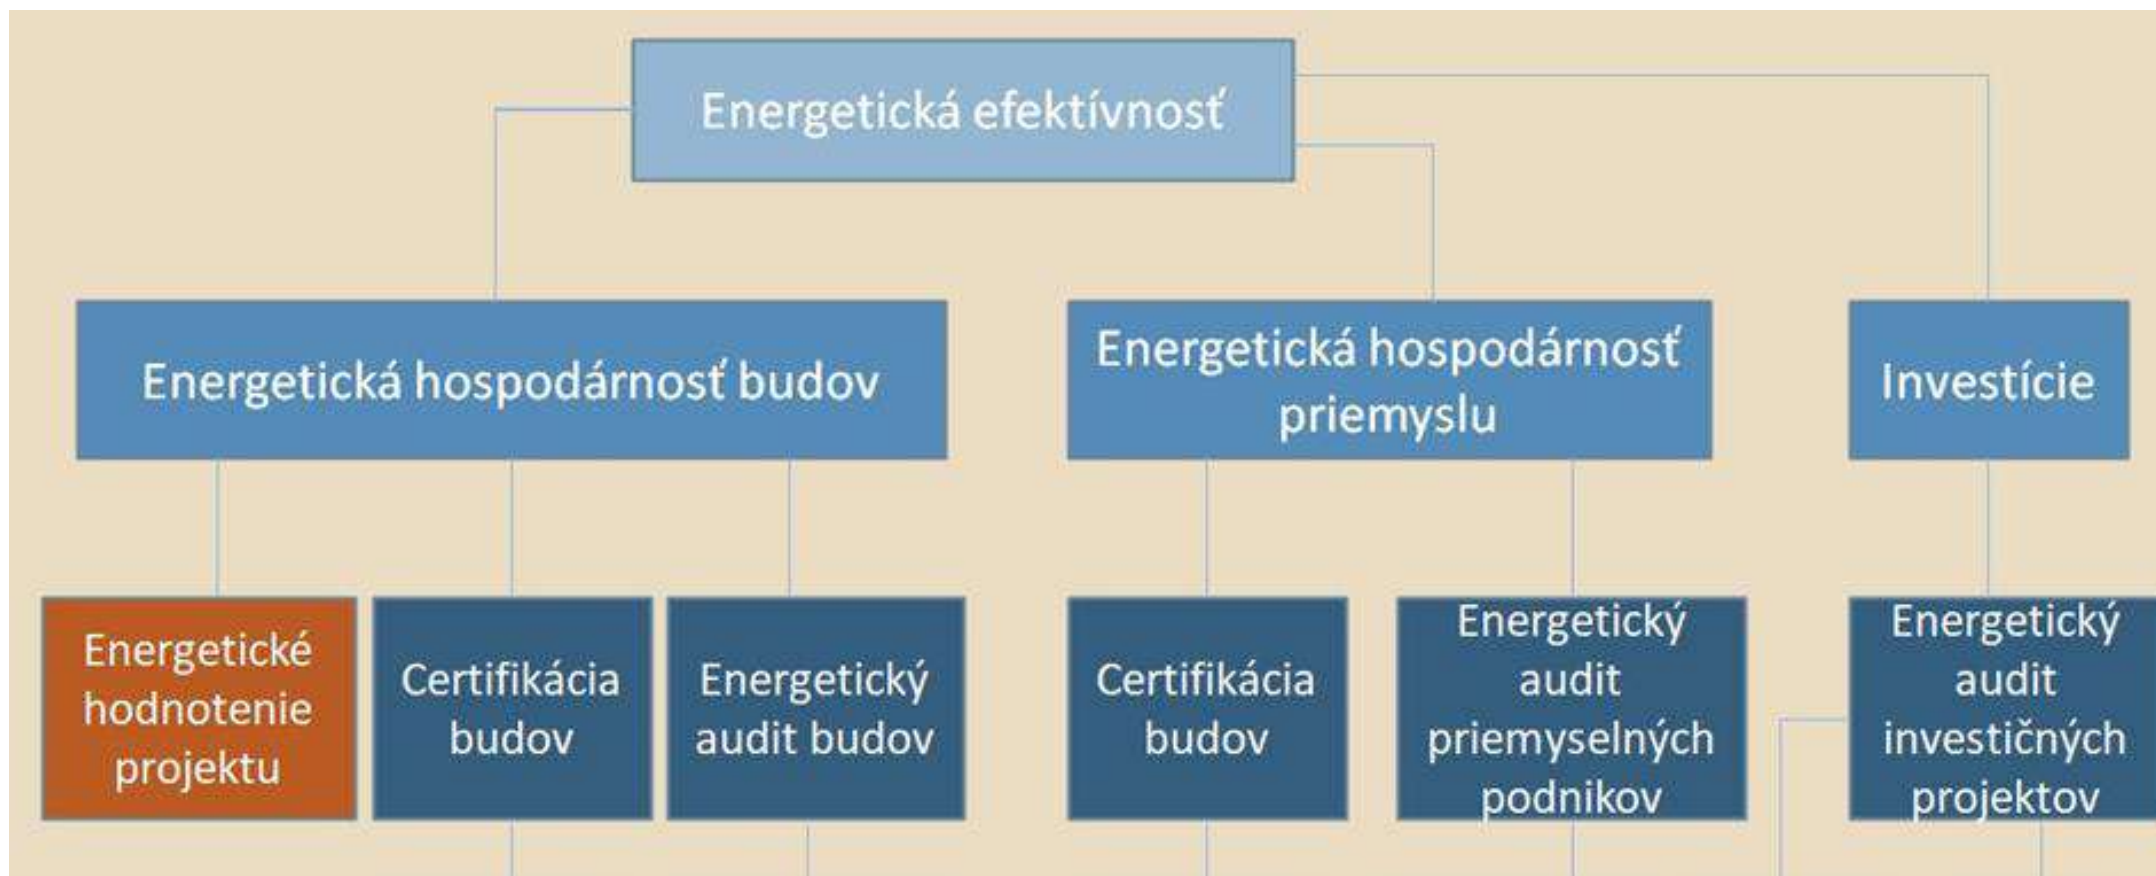 Energetická efektívnosť
Energetická hospodárnosť budov
Energetická hospodárnosť
priemyslu
Investície
Energetické
hodnotenie
projektu
Certifikácia
budov
Energetický
audit budov
Certifikácia
budov
Energetický
audit
priemyselných
podnikov
Energetický
audit
investičných
projektov